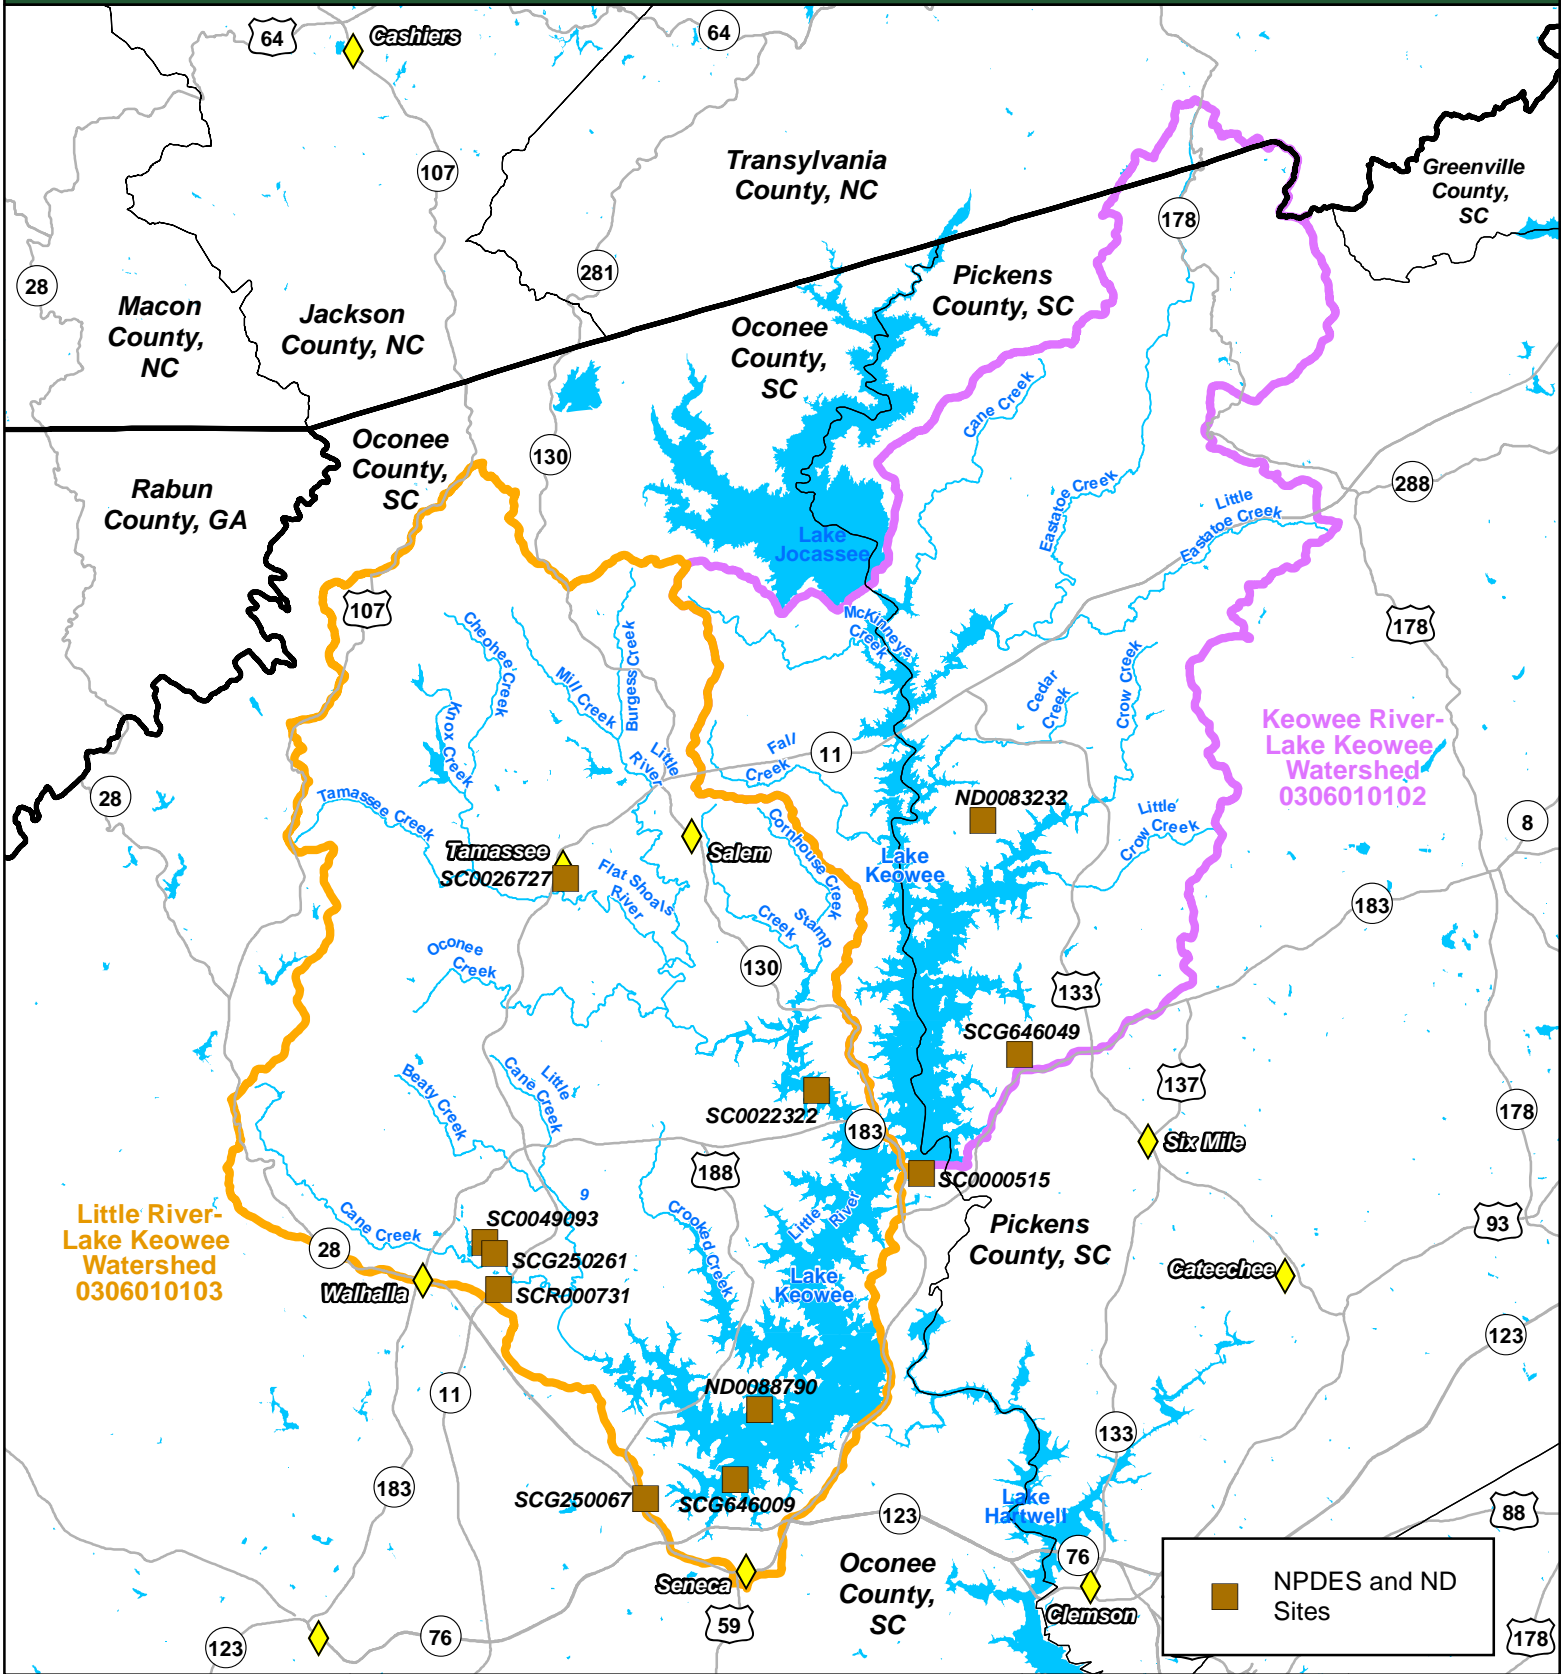 64
Cashiers
64
107
Transylvania
County, NC
Greenville
County,
SC
178
28
281
Macon
County,
NC
Jackson
County, NC
Pickens
County, SC
Oconee
County,
SC
Cane Creek
Oconee
County,
SC
130
Rabun
County, GA
288
Eastatoe Creek
Little
Eastatoe Creek
Lake
Jocassee
107
McKinneys
Creek
178
Cheohee Creek
Mill Creek
Burgess Creek
Knox Creek
Cedar
Creek
Crow Creek
Keowee River-
Lake Keowee
Watershed
0306010102
Little
River
Fall
Creek
11
28
Tamassee Creek
ND0083232
Little
Crow Creek
8
Tamassee
SC0026727
Salem
Cornhouse Creek
Lake
Keowee
Flat Shoals
River
183
Stamp
Creek
Oconee
Creek
130
133
SCG646049
Beaty Creek
Little
Cane Creek
SC0022322
183
137
178
Six Mile
188
SC0000515
9
Little River-
Lake Keowee
Watershed
0306010103
Cane Creek
28
SC0049093
SCG250261
SCR000731
Walhalla
Crooked Creek
Little
River
Lake
Keowee
Pickens
County, SC
93
Cateechee
123
11
ND0088790
133
183
SCG250067
SCG646009
123
Lake
Hartwell
88
76
Oconee
County,
SC
Seneca
59
Clemson
NPDES and ND
Sites
123
76
178